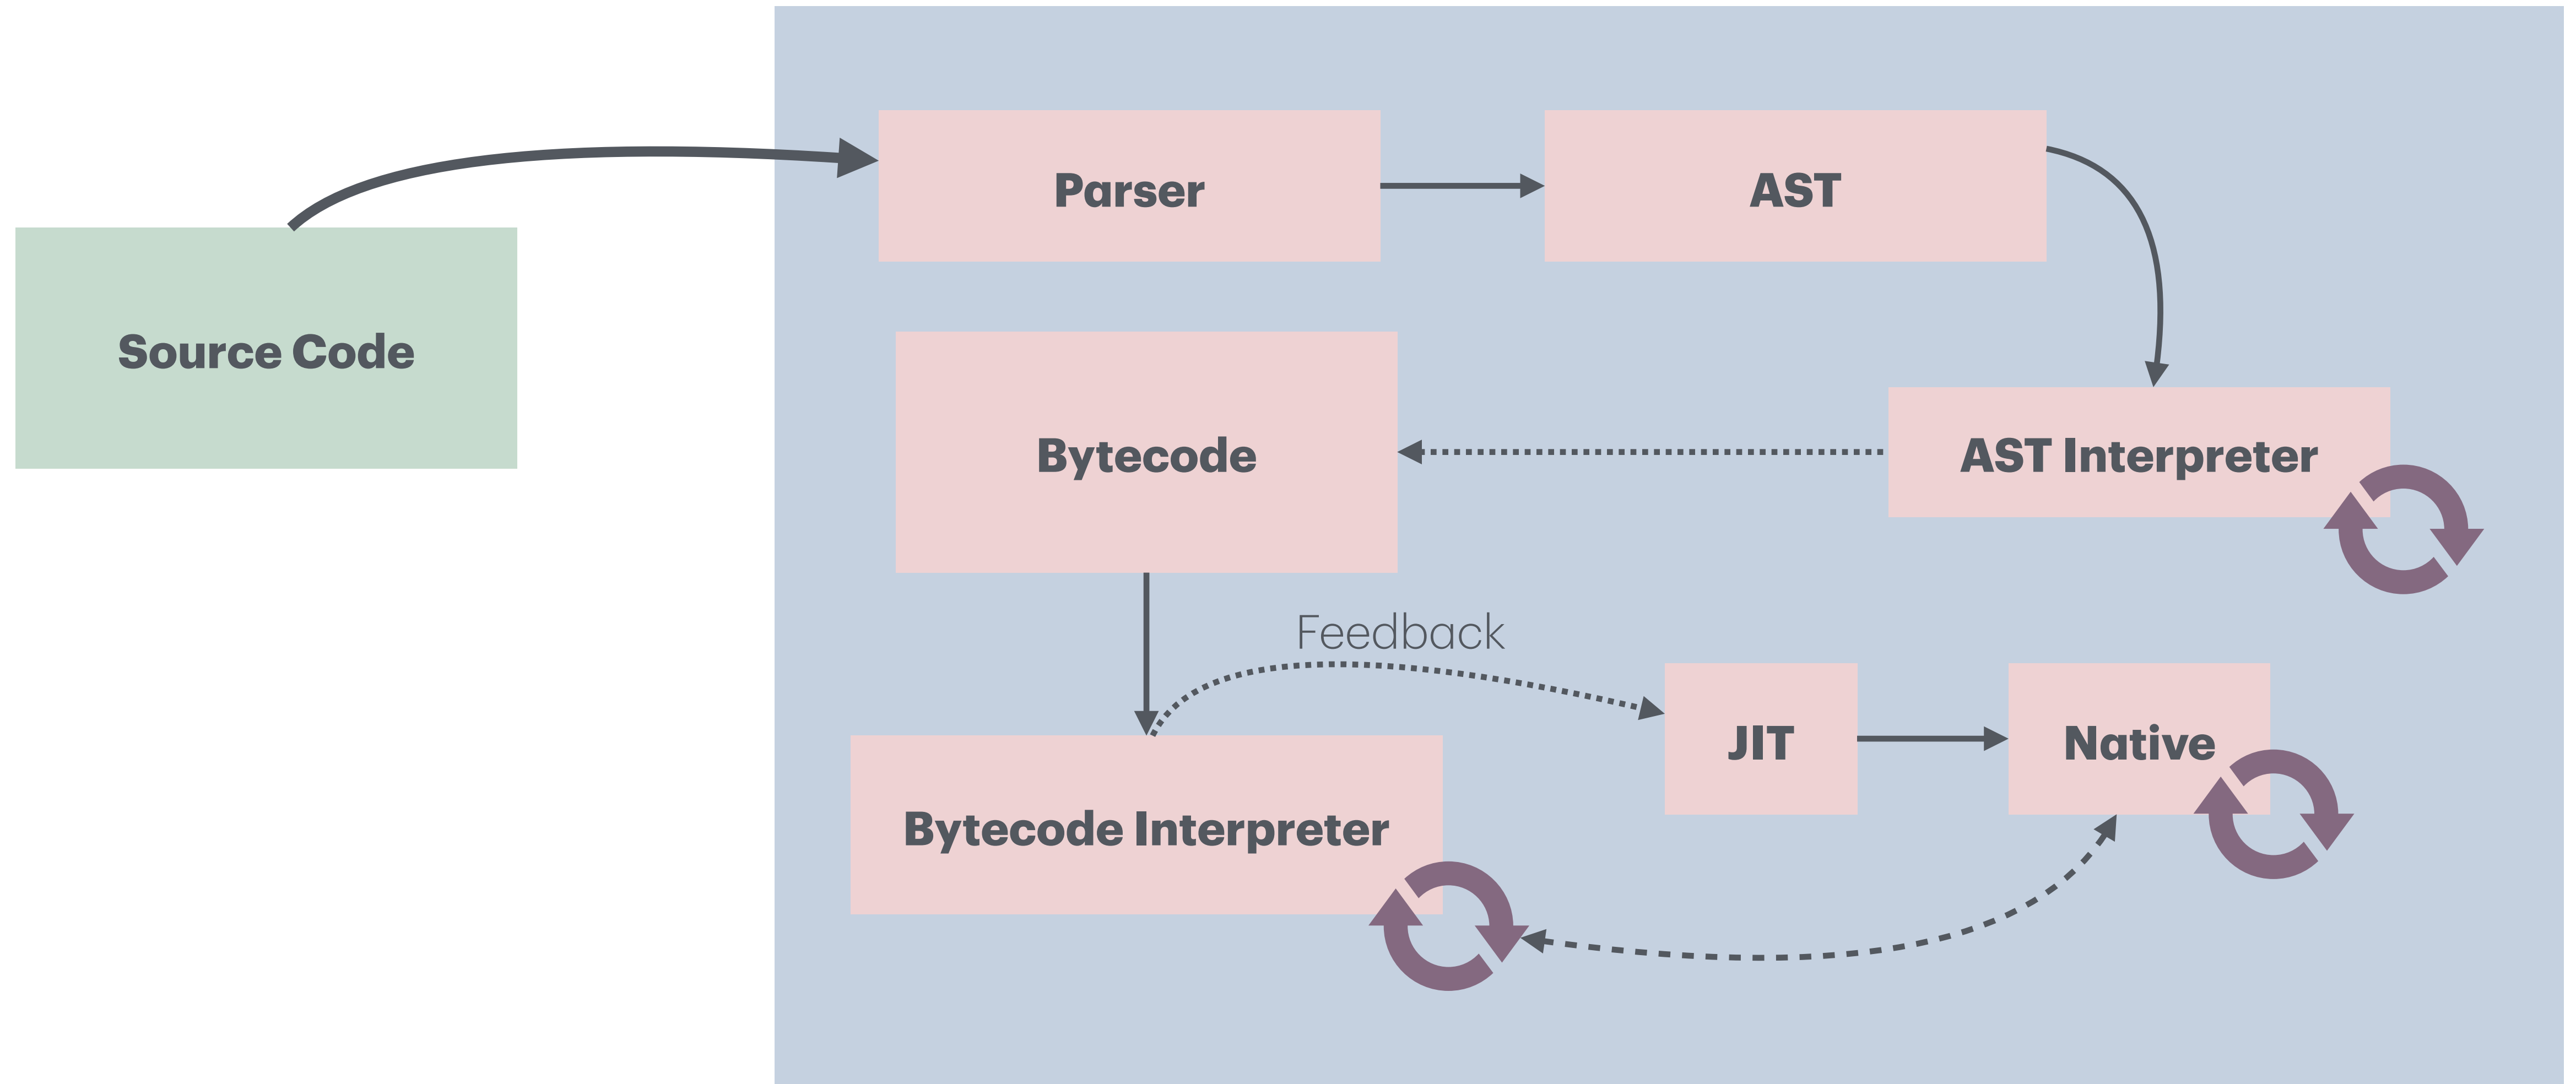 Source Code
Parser
AST
Bytecode
AST Interpreter
Feedback
JIT
Native
Bytecode Interpreter